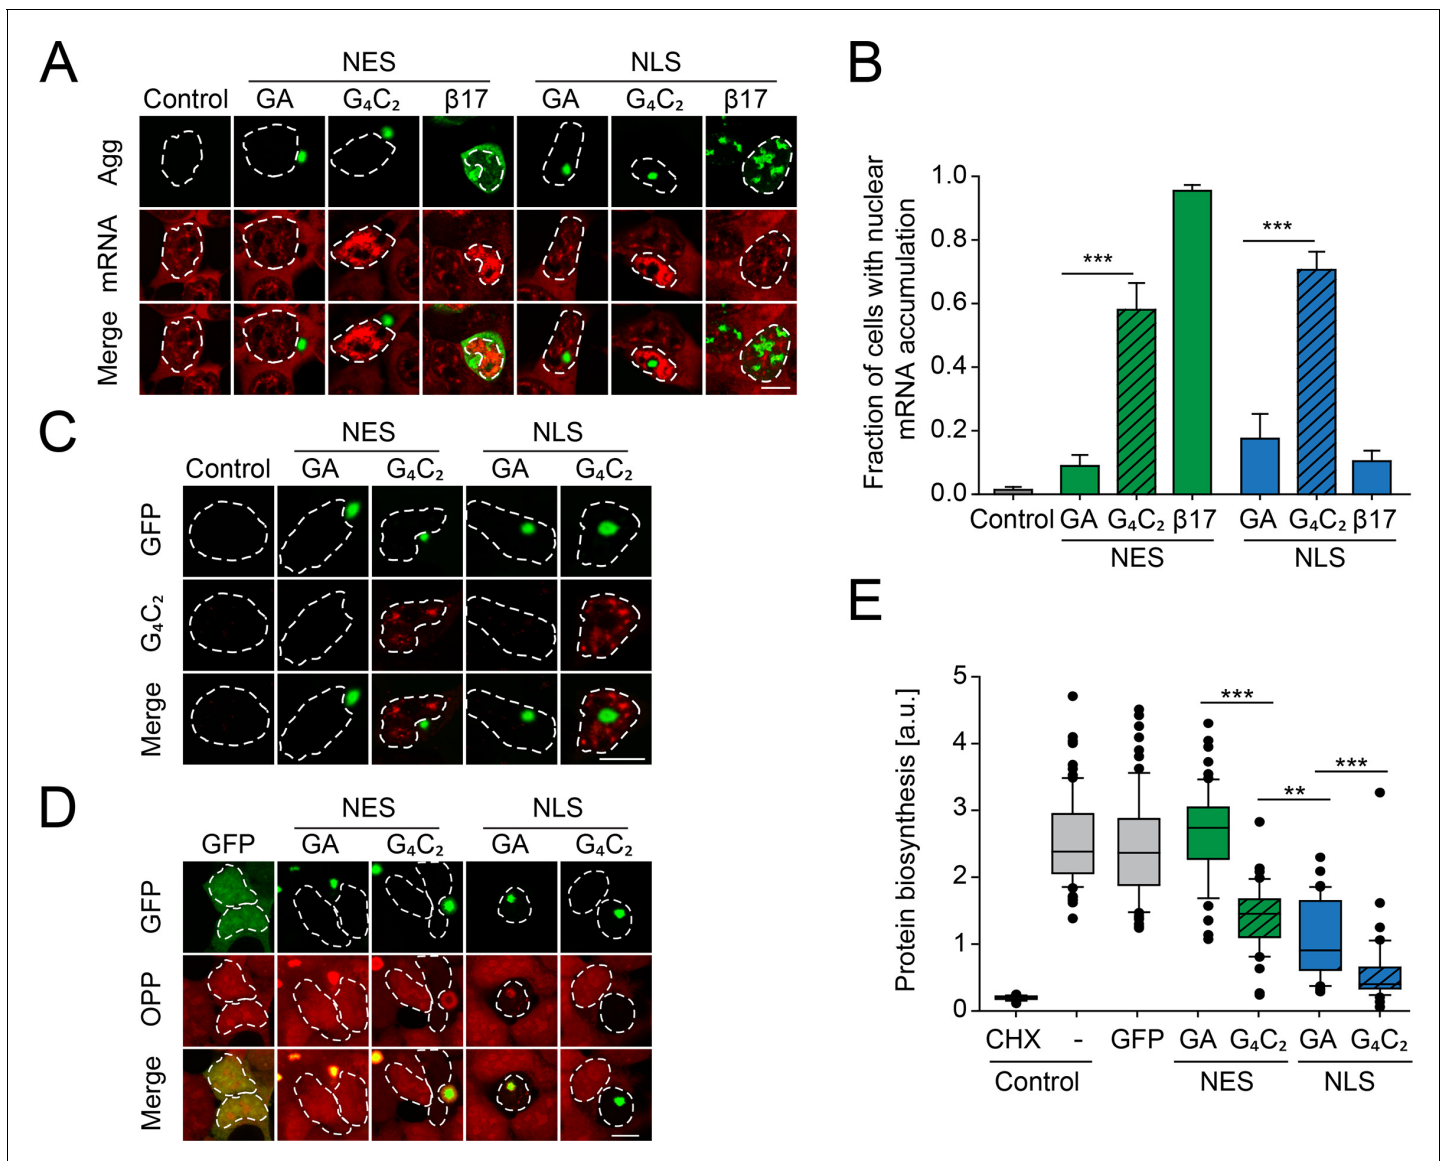 A
NES NLS
Control GA G₄C₂ β17 GA G₄C₂ β17
Agg
mRNA
Merge
B
Fraction of cells with nuclear
mRNA accumulation
1.0
0.8
0.6
0.4
0.2
0.0
*** ***
Control GA G₄C₂ β17 GA G₄C₂ β17
NES NLS
C
NES NLS
Control GA G₄C₂ GA G₄C₂
GFP
G₄C₂
Merge
D
NES NLS
GFP GA G₄C₂ GA G₄C₂
GFP
OPP
Merge
E
Protein biosynthesis [a.u.]
5
4
3
2
1
0
***
** ***
CHX - GFP GA G₄C₂ GA G₄C₂
Control NES NLS